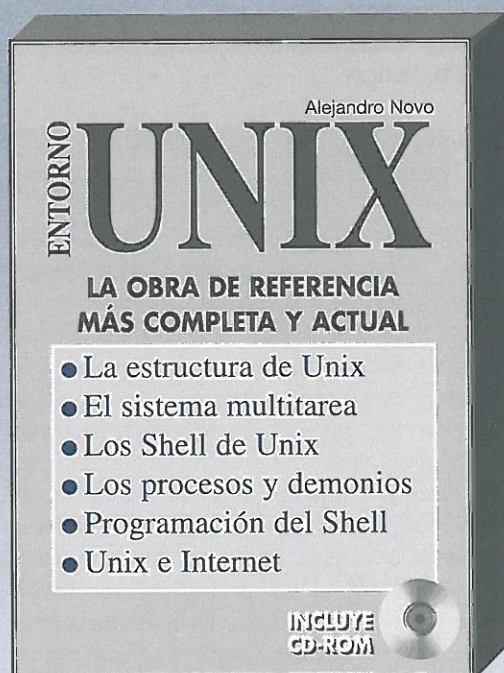 Alejandro Novo
ENTORNO
UNIX
LA OBRA DE REFERENCIA
MÁS COMPLETA Y ACTUAL
• La estructura de Unix
• El sistema multitarea
• Los Shell de Unix
• Los procesos y demonios
• Programación del Shell
• Unix e Internet
INCLUYE
CD-ROM